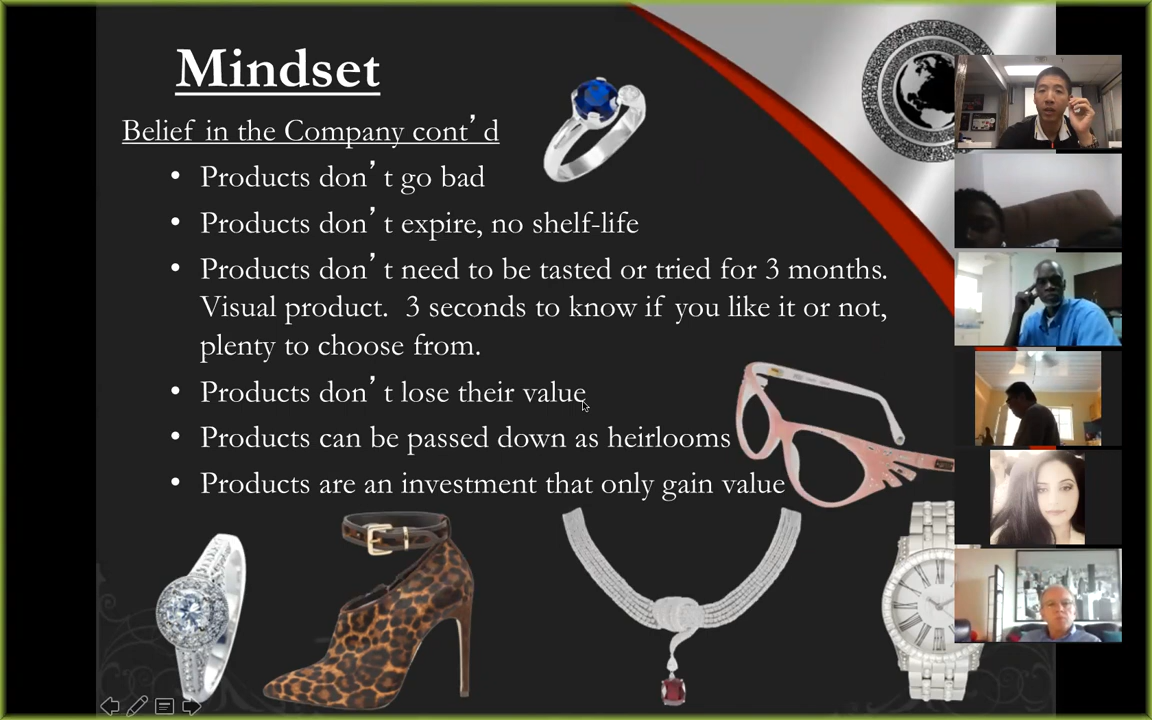 Mindset
Belief in the Company cont’d
• Products don’t go bad
• Products don’t expire, no shelf-life
• Products don’t need to be tasted or tried for 3 months.
Visual product. 3 seconds to know if you like it or not,
plenty to choose from.
• Products don’t lose their value
• Products can be passed down as heirlooms
• Products are an investment that only gain value